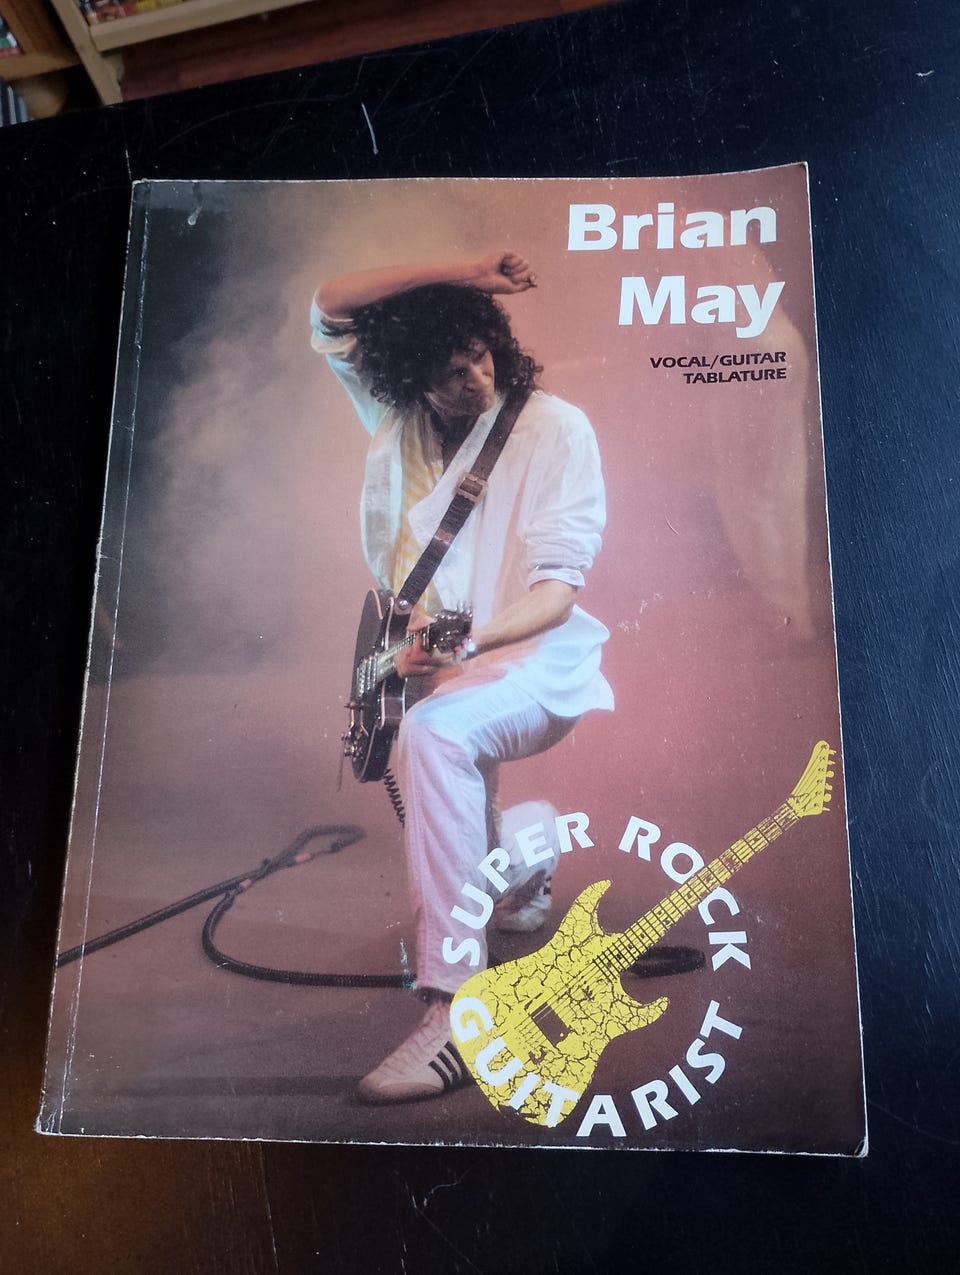 Brian
May
VOCAL/GUITAR
TABLATURE
SUPER ROCK
GUITARIST